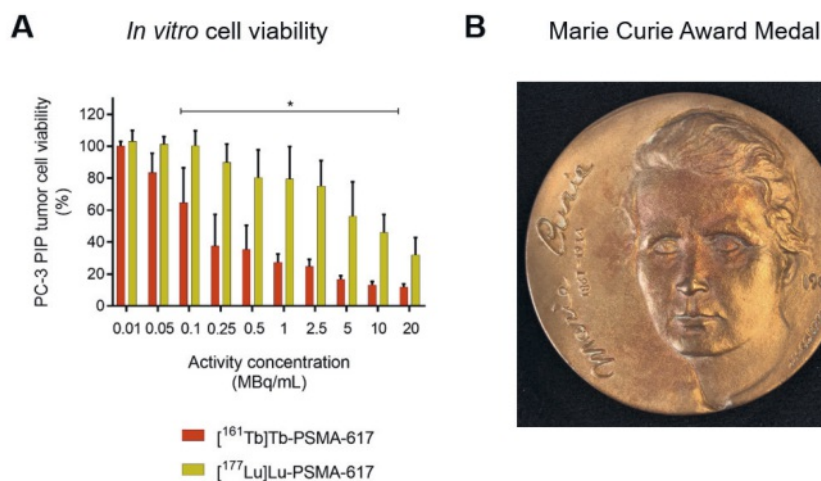 A
In vitro cell viability
120
100
80
60
40
20
0
PC-3 PIP tumor cell viability
(%)
*
0.01 0.05 0.1 0.25 0.5 1 2.5 5 10 20
Activity concentration
(MBq/mL)
[¹⁶¹Tb]Tb-PSMA-617
[¹⁷⁷Lu]Lu-PSMA-617
B
Marie Curie Award Medal
Marie Curie